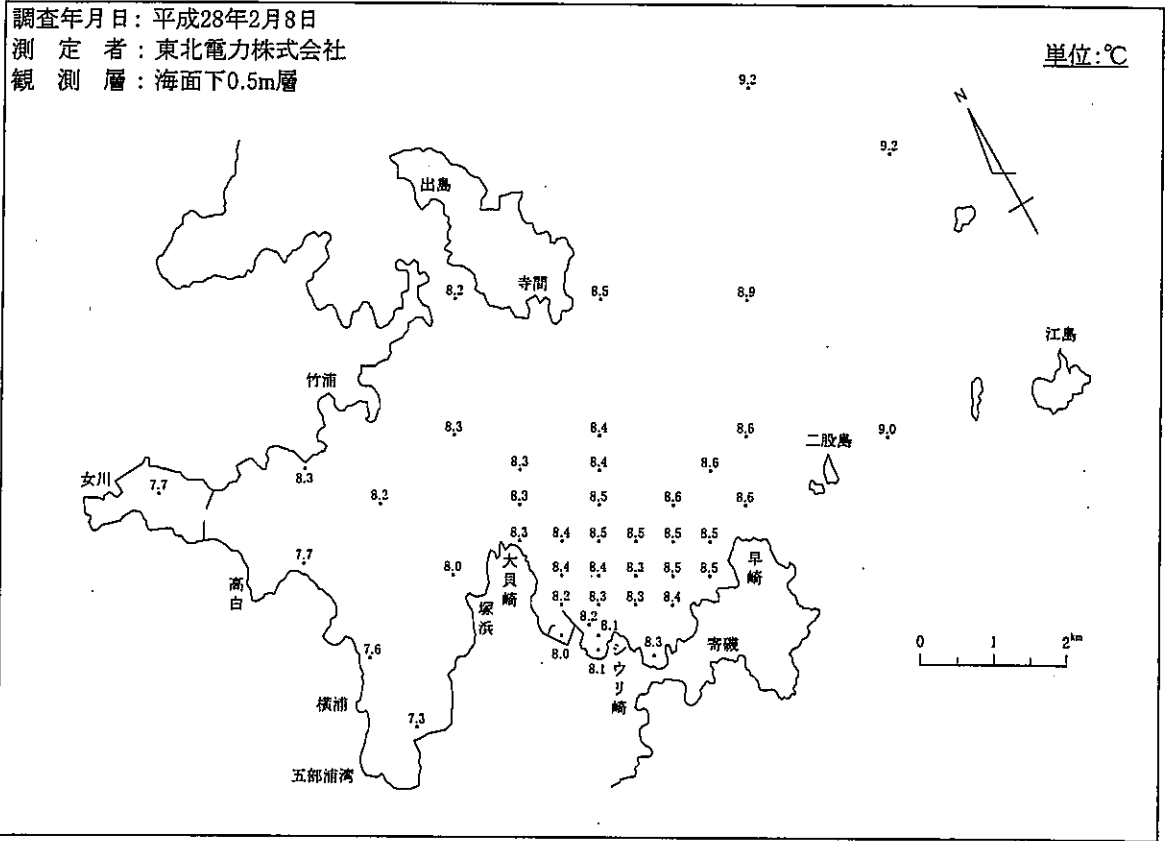 調査年月日：平成28年2月8日
測定者：東北電力株式会社
観測層：海面下0.5m層
単位：℃
9.2
N
9.2
出島
寺間
8.2
8.5
8.9
江島
竹浦
8.3
8.4
8.6
二股島
9.0
8.3
8.4
8.6
女川
7.7
8.3
8.2
8.3
8.5
8.6
8.6
8.3
8.4
8.5
8.5
8.5
8.5
7.7
8.0
大貝崎
8.4
8.4
8.3
8.5
8.5
早崎
高白
塚浜
8.2
8.3
8.3
8.4
8.2
8.1
7.6
8.0
8.1
シウリ崎
8.3
寄磯
0 1 2km
横浦
7.3
五部浦湾